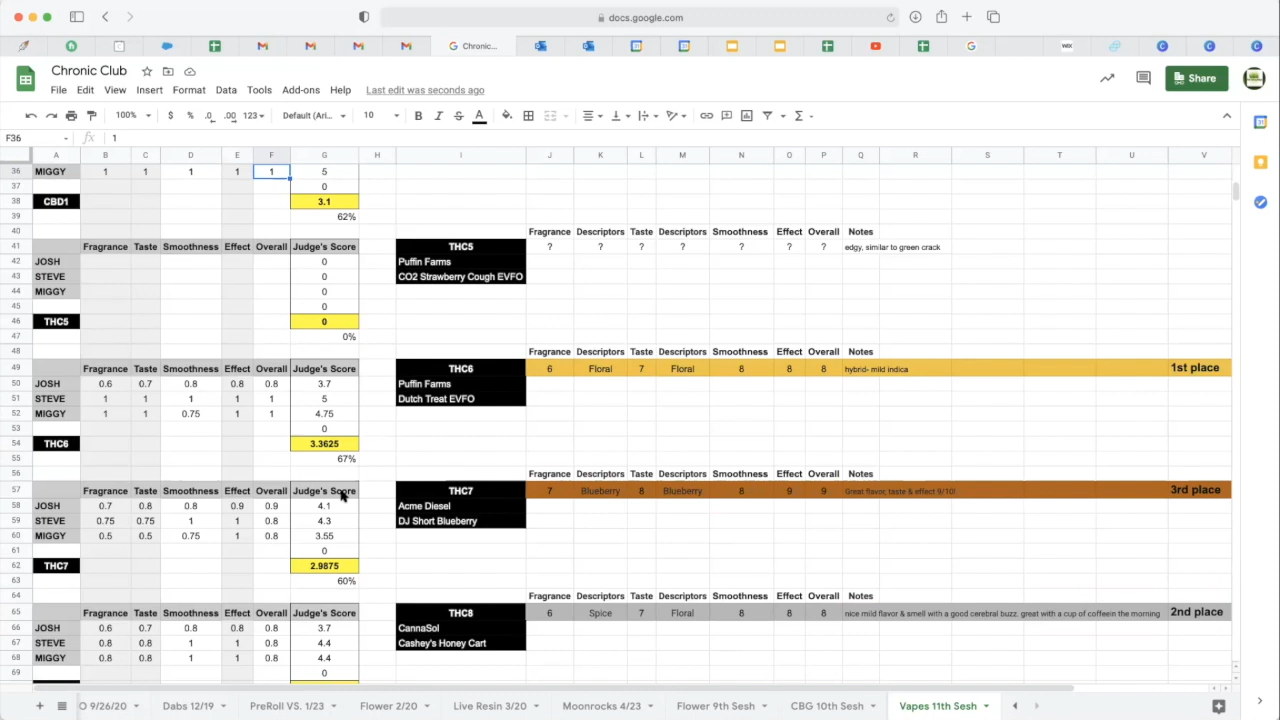 docs.google.com
Chronic...
WIX
Chronic Club
File Edit View Insert Format Data Tools Add-ons Help Last edit was seconds ago
Share
100% $ % .0 .00 123 Default (Ari... 10 B I S A
F36 fx 1
A B C D E F G H I J K L M N O P Q R S T U V
36 MIGGY 1 1 1 1 1 5
37 0
38 CBD1 3.1
39 62%
40 Fragrance Descriptors Taste Descriptors Smoothness Effect Overall Notes
41 Fragrance Taste Smoothness Effect Overall Judge's Score THC5 ? ? ? ? ? ? ? edgy, similar to green crack
42 JOSH 0 Puffin Farms
43 STEVE 0 CO2 Strawberry Cough EVFO
44 MIGGY 0
45 0
46 THC5 0
47 0%
48 Fragrance Descriptors Taste Descriptors Smoothness Effect Overall Notes
49 Fragrance Taste Smoothness Effect Overall Judge's Score THC6 6 Floral 7 Floral 8 8 8 hybrid- mild indica 1st place
50 JOSH 0.6 0.7 0.8 0.8 0.8 3.7 Puffin Farms
51 STEVE 1 1 1 1 1 5 Dutch Treat EVFO
52 MIGGY 1 1 0.75 1 1 4.75
53 0
54 THC6 3.3625
55 67%
56 Fragrance Descriptors Taste Descriptors Smoothness Effect Overall Notes
57 Fragrance Taste Smoothness Effect Overall Judge's Score THC7 7 Blueberry 8 Blueberry 8 9 9 Great flavor, taste & effect 9/10! 3rd place
58 JOSH 0.7 0.8 0.8 0.9 0.9 4.1 Acme Diesel
59 STEVE 0.75 0.75 1 1 0.8 4.3 DJ Short Blueberry
60 MIGGY 0.5 0.5 0.75 1 0.8 3.55
61 0
62 THC7 2.9875
63 60%
64 Fragrance Descriptors Taste Descriptors Smoothness Effect Overall Notes
65 Fragrance Taste Smoothness Effect Overall Judge's Score THC8 6 Spice 7 Floral 8 8 8 nice mild flavor & smell with a good cerebral buzz. great with a cup of coffeein the morning 2nd place
66 JOSH 0.6 0.7 0.8 0.8 0.8 3.7 CannaSol
67 STEVE 0.8 0.8 1 1 0.8 4.4 Cashey's Honey Cart
68 MIGGY 0.8 0.8 1 1 0.8 4.4
69 0
O 9/26/20 Dabs 12/19 PreRoll VS. 1/23 Flower 2/20 Live Resin 3/20 Moonrocks 4/23 Flower 9th Sesh CBG 10th Sesh Vapes 11th Sesh